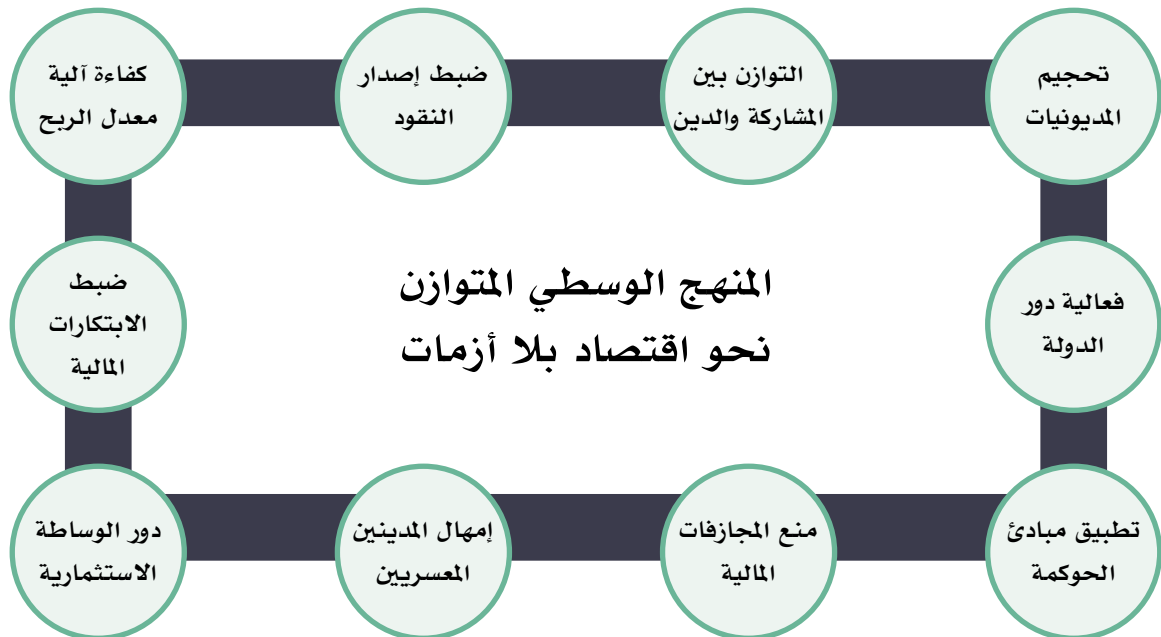 تحجيم
المديونيات
التوازن بين
المشاركة والدين
ضبط إصدار
النقود
كفاءة آلية
معدل الربح
فعالية دور
الدولة
المنهج الوسطي المتوازن
نحو اقتصاد بلا أزمات
ضبط
الابتكارات
المالية
تطبيق مبادئ
الحوكمة
منع المجازفات
المالية
إمهال المدينين
المعسريين
دور الوساطة
الاستثمارية